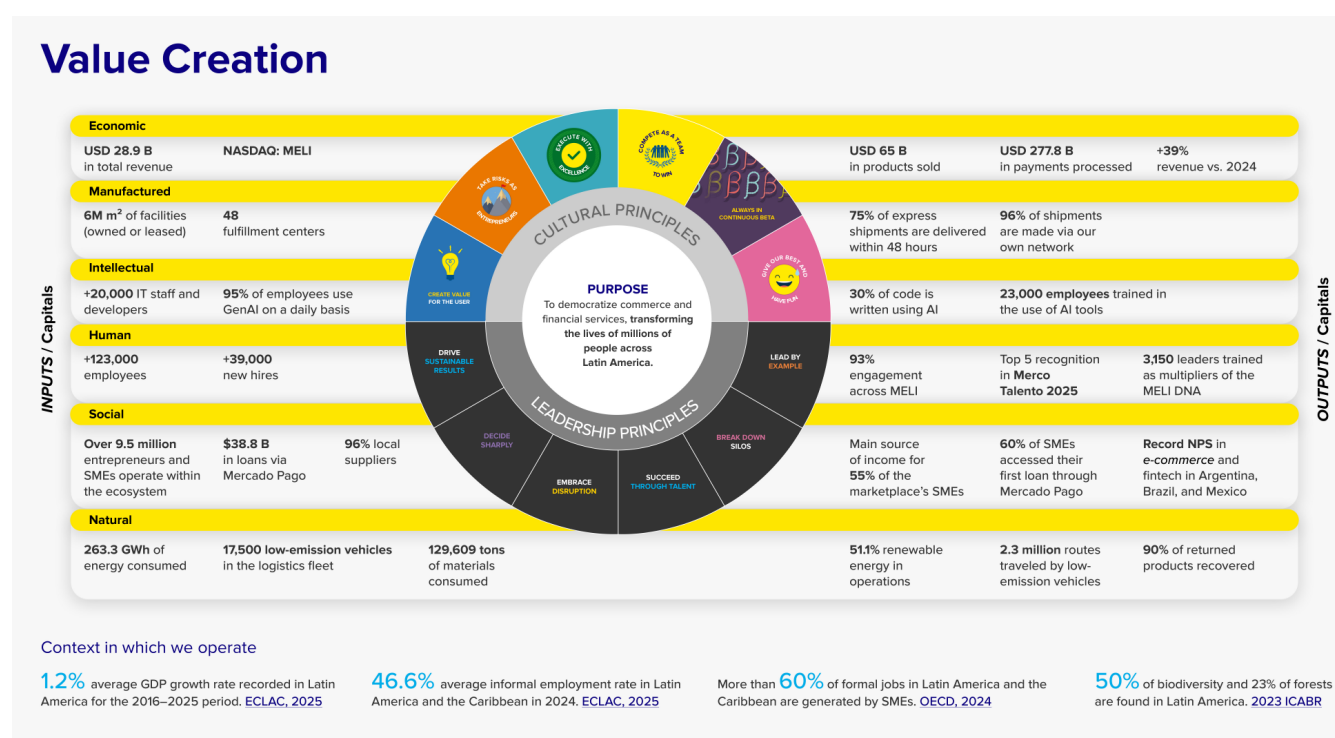 Value Creation
INPUTS / Capitals
OUTPUTS / Capitals
Economic
USD 28.9 B
in total revenue
NASDAQ: MELI
USD 65 B
in products sold
USD 277.8 B
in payments processed
+39%
revenue vs. 2024
Manufactured
6M m² of facilities
(owned or leased)
48
fulfillment centers
75% of express
shipments are delivered
within 48 hours
96% of shipments
are made via our
own network
Intellectual
+20,000 IT staff and
developers
95% of employees use
GenAI on a daily basis
30% of code is
written using AI
23,000 employees trained in
the use of AI tools
Human
+123,000
employees
+39,000
new hires
93%
engagement
across MELI
Top 5 recognition
in Merco
Talento 2025
3,150 leaders trained
as multipliers of the
MELI DNA
Social
Over 9.5 million
entrepreneurs and
SMEs operate within
the ecosystem
$38.8 B
in loans via
Mercado Pago
96% local
suppliers
Main source
of income for
55% of the
marketplace's SMEs
60% of SMEs
accessed their
first loan through
Mercado Pago
Record NPS in
e-commerce and
fintech in Argentina,
Brazil, and Mexico
Natural
263.3 GWh of
energy consumed
17,500 low-emission vehicles
in the logistics fleet
129,609 tons
of materials
consumed
51.1% renewable
energy in
operations
2.3 million routes
traveled by low-
emission vehicles
90% of returned
products recovered
CULTURAL PRINCIPLES
CREATE VALUE
FOR THE USER
TAKE RISKS AS
ENTREPRENEURS
EXECUTE WITH
EXCELLENCE
COMPETE AS A TEAM
TO WIN
β β
β β β β
ALWAYS IN
CONTINUOUS BETA
GIVE OUR BEST AND
HAVE FUN
PURPOSE
To democratize commerce and
financial services, transforming
the lives of millions of
people across
Latin America.
LEADERSHIP PRINCIPLES
DRIVE
SUSTAINABLE
RESULTS
DECIDE
SHARPLY
EMBRACE
DISRUPTION
SUCCEED
THROUGH TALENT
BREAK DOWN
SILOS
LEAD BY
EXAMPLE
Context in which we operate
1.2% average GDP growth rate recorded in Latin
America for the 2016–2025 period. ECLAC, 2025
46.6% average informal employment rate in Latin
America and the Caribbean in 2024. ECLAC, 2025
More than 60% of formal jobs in Latin America and the
Caribbean are generated by SMEs. OECD, 2024
50% of biodiversity and 23% of forests
are found in Latin America. 2023 ICABR